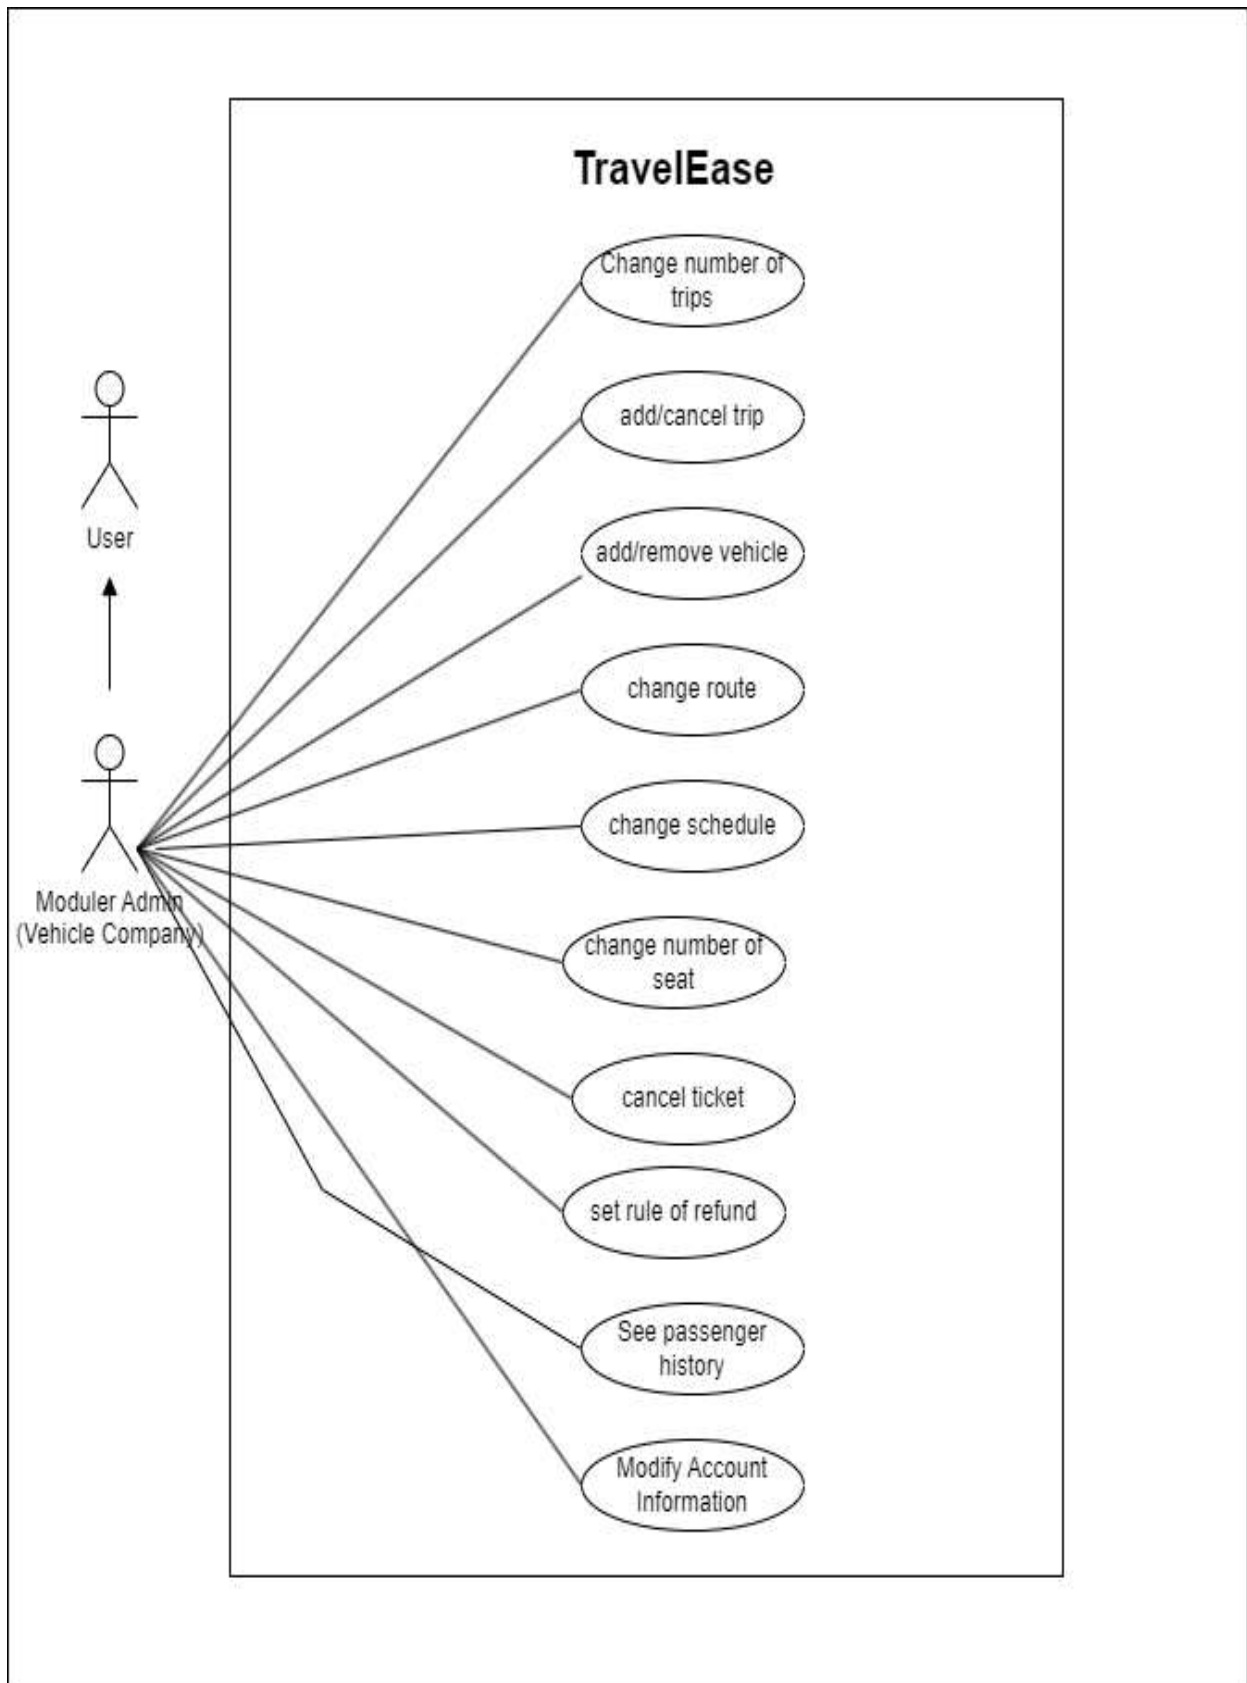 TravelEase
Change number of
trips
add/cancel trip
User
add/remove vehicle
change route
change schedule
Moduler Admin
(Vehicle Company)
change number of
seat
cancel ticket
set rule of refund
See passenger
history
Modify Account
Information